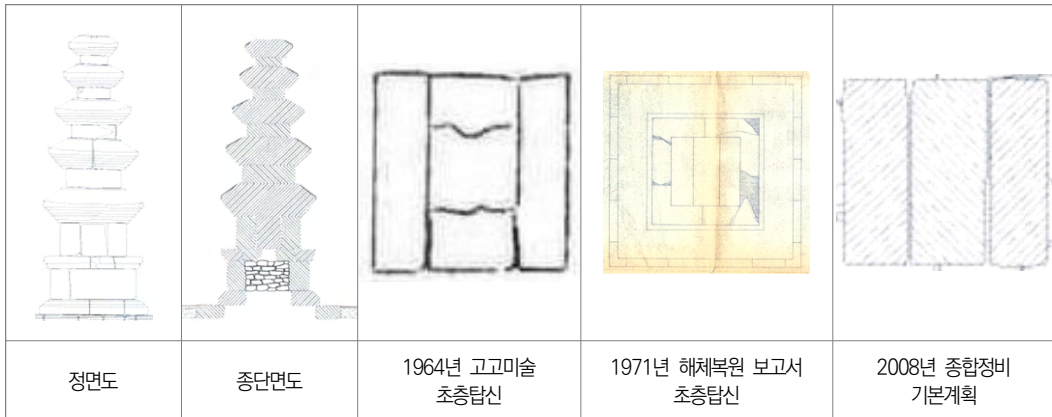 정면도
종단면도
1964년 고고미술
초층탑신
1971년 해체복원 보고서
초층탑신
2008년 종합정비
기본계획